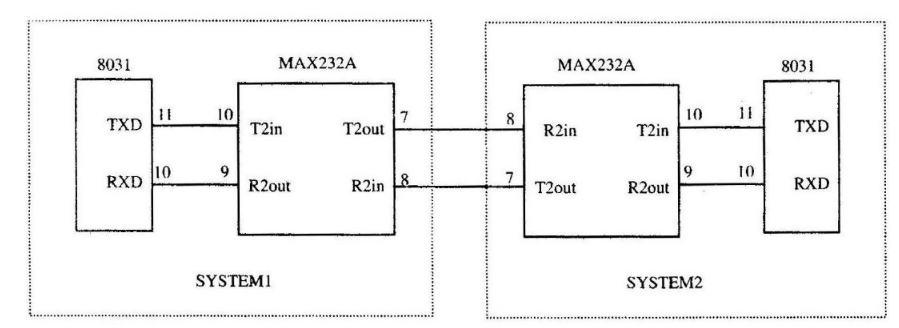 8031 MAX232A MAX232A 8031
TXD 11 10 T2in T2out 7 8 R2in T2in 10 11 TXD
RXD 10 9 R2out R2in 8 7 T2out R2out 9 10 RXD
SYSTEM1 SYSTEM2